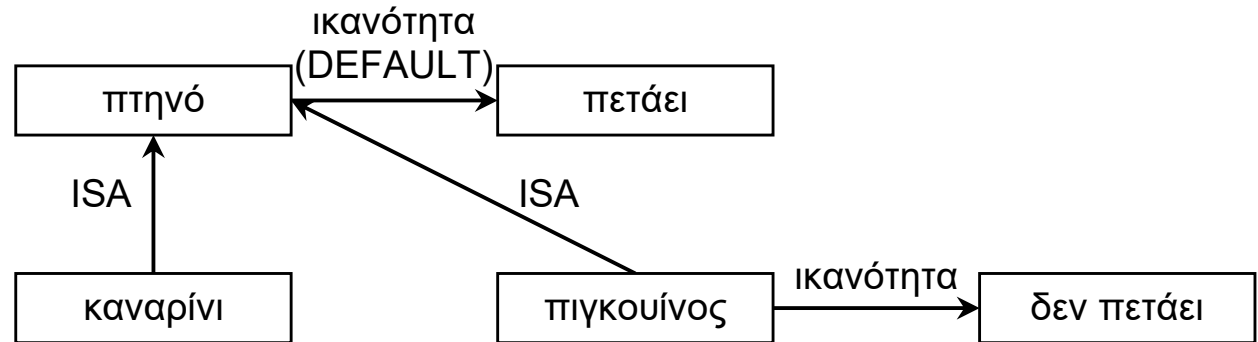 ικανότητα
(DEFAULT)
πτηνό
πετάει
ISA
ISA
ικανότητα
καναρίνι
πιγκουίνος
δεν πετάει